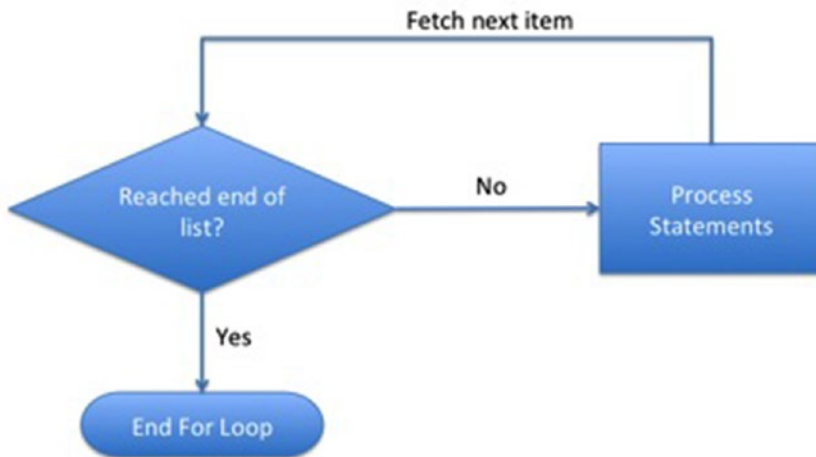 Fetch next item
Reached end of
list?
No
Process
Statements
Yes
End For Loop